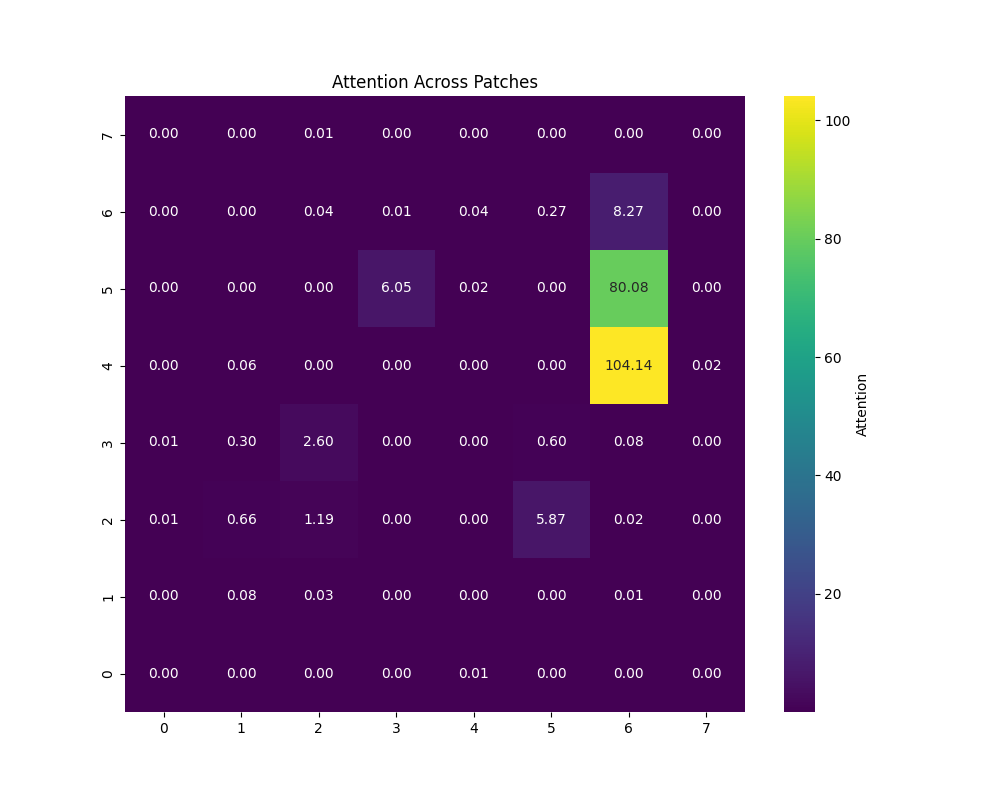 Attention Across Patches
7 0.00 0.00 0.01 0.00 0.00 0.00 0.00 0.00
6 0.00 0.00 0.04 0.01 0.04 0.27 8.27 0.00
5 0.00 0.00 0.00 6.05 0.02 0.00 80.08 0.00
4 0.00 0.06 0.00 0.00 0.00 0.00 104.14 0.02
3 0.01 0.30 2.60 0.00 0.00 0.60 0.08 0.00
2 0.01 0.66 1.19 0.00 0.00 5.87 0.02 0.00
1 0.00 0.08 0.03 0.00 0.00 0.00 0.01 0.00
0 0.00 0.00 0.00 0.00 0.01 0.00 0.00 0.00
0 1 2 3 4 5 6 7
100
80
60
40
20
Attention